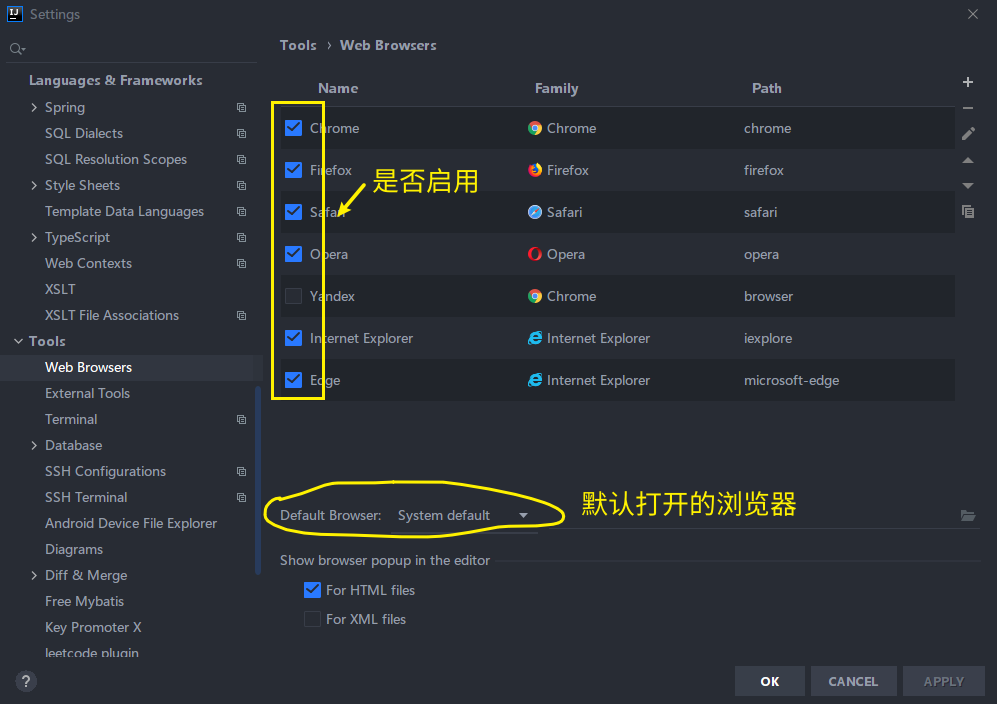 Settings
Tools › Web Browsers
Languages & Frameworks
Spring
SQL Dialects
SQL Resolution Scopes
Style Sheets
Template Data Languages
TypeScript
Web Contexts
XSLT
XSLT File Associations
Tools
Web Browsers
External Tools
Terminal
Database
SSH Configurations
SSH Terminal
Android Device File Explorer
Diagrams
Diff & Merge
Free Mybatis
Key Promoter X
leetcode plugin
Name Family Path
Chrome Chrome chrome
Firefox Firefox firefox
是否启用
Safari Safari safari
Opera Opera opera
Yandex Chrome browser
Internet Explorer Internet Explorer iexplore
Edge Internet Explorer microsoft-edge
Default Browser: System default
默认打开的浏览器
Show browser popup in the editor
For HTML files
For XML files
?
OK CANCEL APPLY